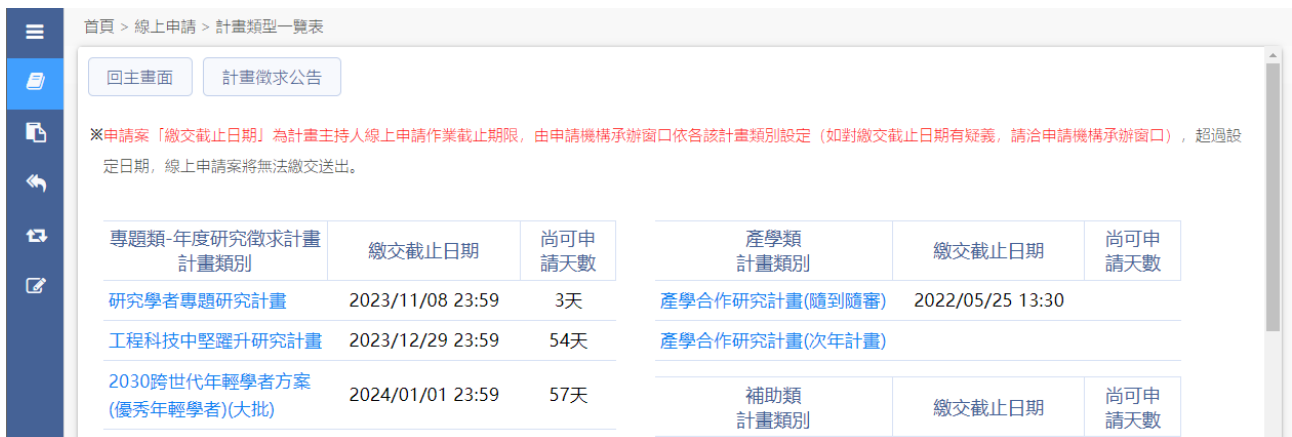 首頁 > 線上申請 > 計畫類型一覽表
回主畫面
計畫徵求公告
※申請案「繳交截止日期」為計畫主持人線上申請作業截止期限，由申請機構承辦窗口依各該計畫類別設定（如對繳交截止日期有疑義，請洽申請機構承辦窗口），超過設
定日期，線上申請案將無法繳交送出。
專題類-年度研究徵求計畫
計畫類別
繳交截止日期
尚可申
請天數
研究學者專題研究計畫
2023/11/08 23:59
3天
工程科技中堅躍升研究計畫
2023/12/29 23:59
54天
2030跨世代年輕學者方案
(優秀年輕學者)(大批)
2024/01/01 23:59
57天
產學類
計畫類別
繳交截止日期
尚可申
請天數
產學合作研究計畫(隨到隨審)
2022/05/25 13:30
產學合作研究計畫(次年計畫)
補助類
計畫類別
繳交截止日期
尚可申
請天數